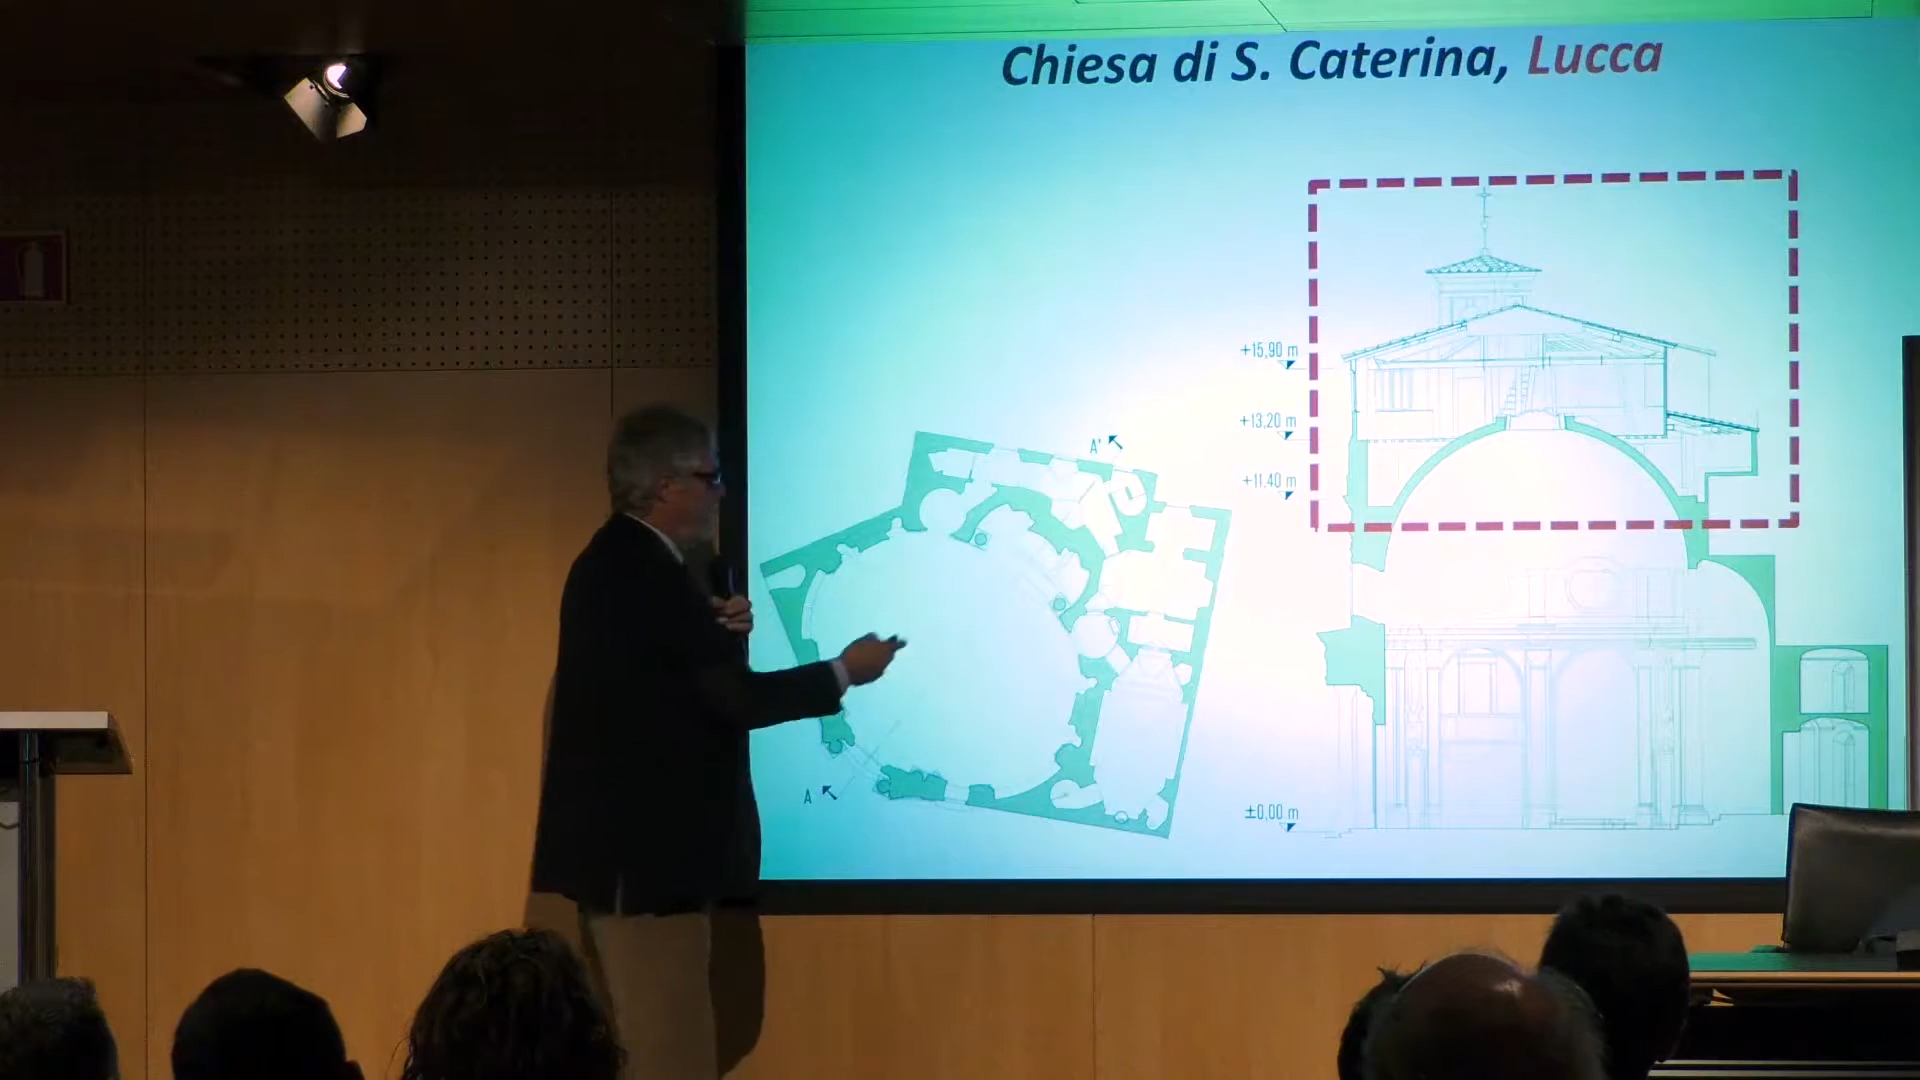 Chiesa di S. Caterina, Lucca
+15,90 m
+13,20 m
A'
+11,40 m
A
±0,00 m